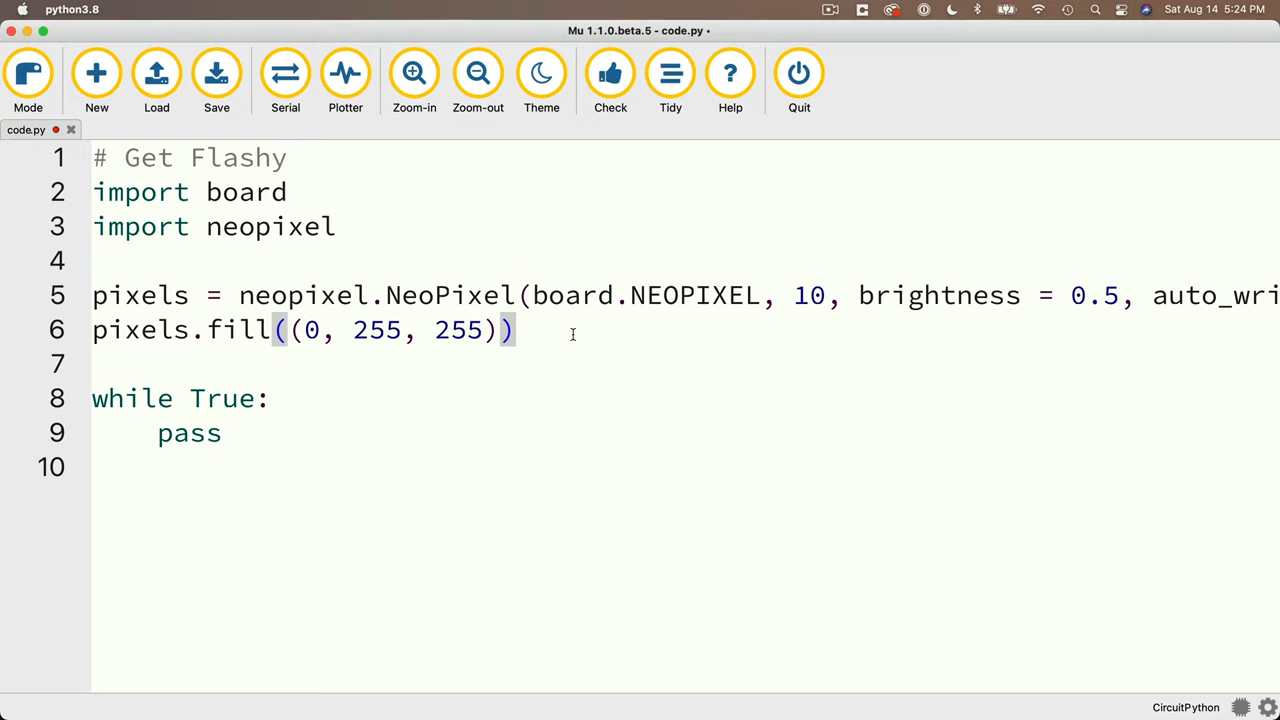 python3.8
Sat Aug 14 5:24 PM
Mu 1.1.0.beta.5 - code.py •
Mode New Load Save Serial Plotter Zoom-in Zoom-out Theme Check Tidy Help Quit
code.py
1 # Get Flashy
2 import board
3 import neopixel
4
5 pixels = neopixel.NeoPixel(board.NEOPIXEL, 10, brightness = 0.5, auto_wri
6 pixels.fill((0, 255, 255))
7
8 while True:
9 pass
10
CircuitPython